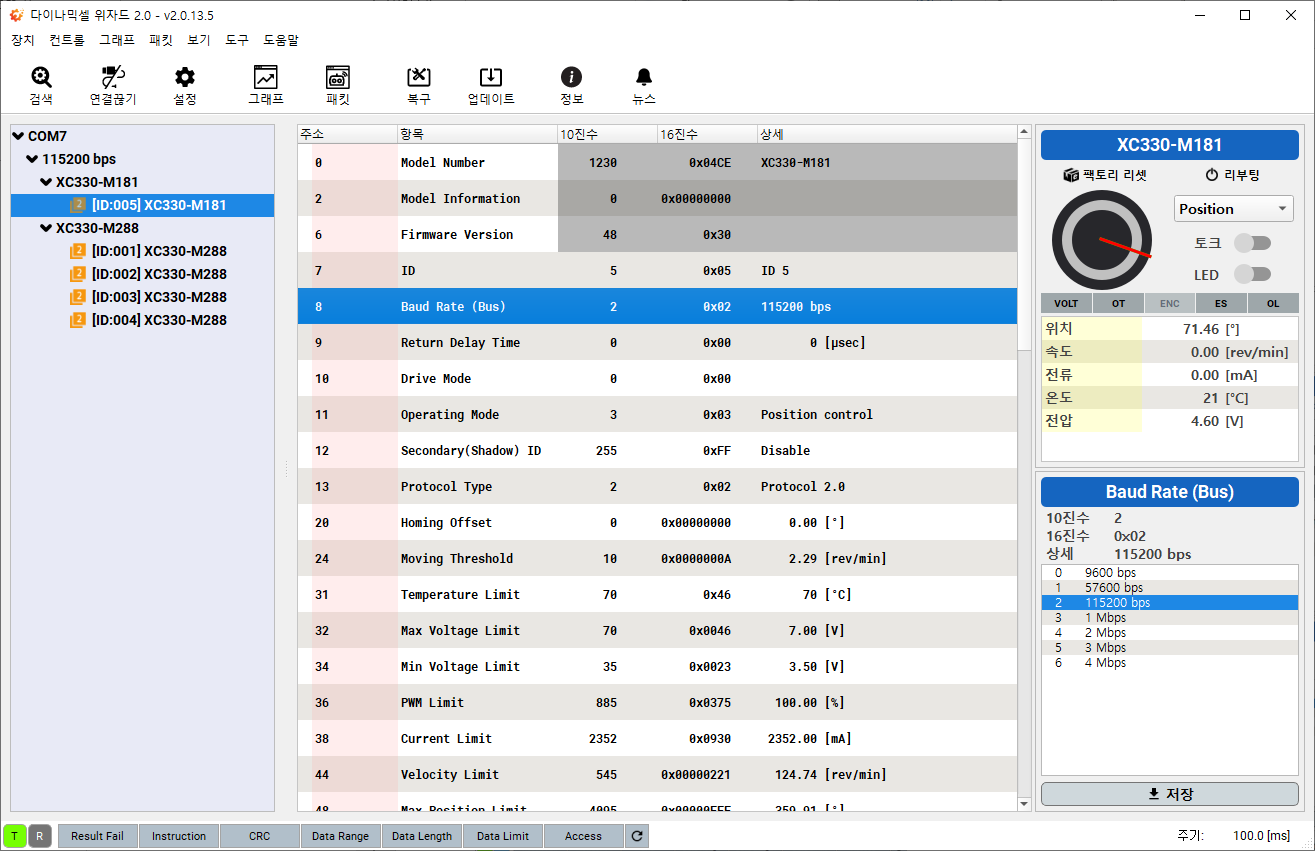 다이나믹셀 위자드 2.0 - v2.0.13.5
장치 컨트롤 그래프 패킷 보기 도구 도움말
검색 연결끊기 설정 그래프 패킷 복구 업데이트 정보 뉴스
COM7
115200 bps
XC330-M181
2 [ID:005] XC330-M181
XC330-M288
2 [ID:001] XC330-M288
2 [ID:002] XC330-M288
2 [ID:003] XC330-M288
2 [ID:004] XC330-M288
주소 항목 10진수 16진수 상세
0 Model Number 1230 0x04CE XC330-M181
2 Model Information 0 0x00000000
6 Firmware Version 48 0x30
7 ID 5 0x05 ID 5
8 Baud Rate (Bus) 2 0x02 115200 bps
9 Return Delay Time 0 0x00 0 [μsec]
10 Drive Mode 0 0x00
11 Operating Mode 3 0x03 Position control
12 Secondary(Shadow) ID 255 0xFF Disable
13 Protocol Type 2 0x02 Protocol 2.0
20 Homing Offset 0 0x00000000 0.00 [°]
24 Moving Threshold 10 0x0000000A 2.29 [rev/min]
31 Temperature Limit 70 0x46 70 [°C]
32 Max Voltage Limit 70 0x0046 7.00 [V]
34 Min Voltage Limit 35 0x0023 3.50 [V]
36 PWM Limit 885 0x0375 100.00 [%]
38 Current Limit 2352 0x0930 2352.00 [mA]
44 Velocity Limit 545 0x00000221 124.74 [rev/min]
48 Max Position Limit 4095 0x00000FFF 359.91 [°]
XC330-M181
팩토리 리셋 리부팅
Position
토크
LED
VOLT OT ENC ES OL
위치 71.46 [°]
속도 0.00 [rev/min]
전류 0.00 [mA]
온도 21 [°C]
전압 4.60 [V]
Baud Rate (Bus)
10진수 2
16진수 0x02
상세 115200 bps
0 9600 bps
1 57600 bps
2 115200 bps
3 1 Mbps
4 2 Mbps
5 3 Mbps
6 4 Mbps
저장
T R Result Fail Instruction CRC Data Range Data Length Data Limit Access 주기: 100.0 [ms]